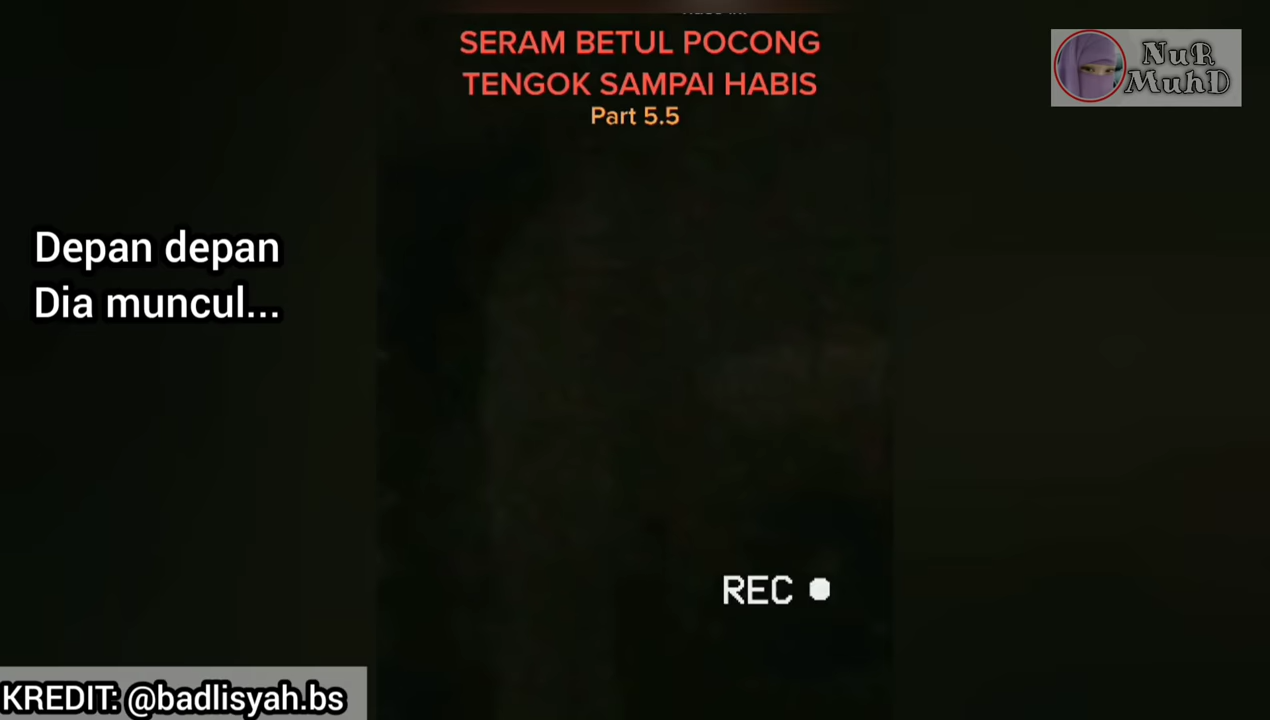 SERAM BETUL POCONG
TENGOK SAMPAI HABIS
Part 5.5
NuR
MuhD
Depan depan
Dia muncul...
REC
KREDIT: @badlisyah.bs